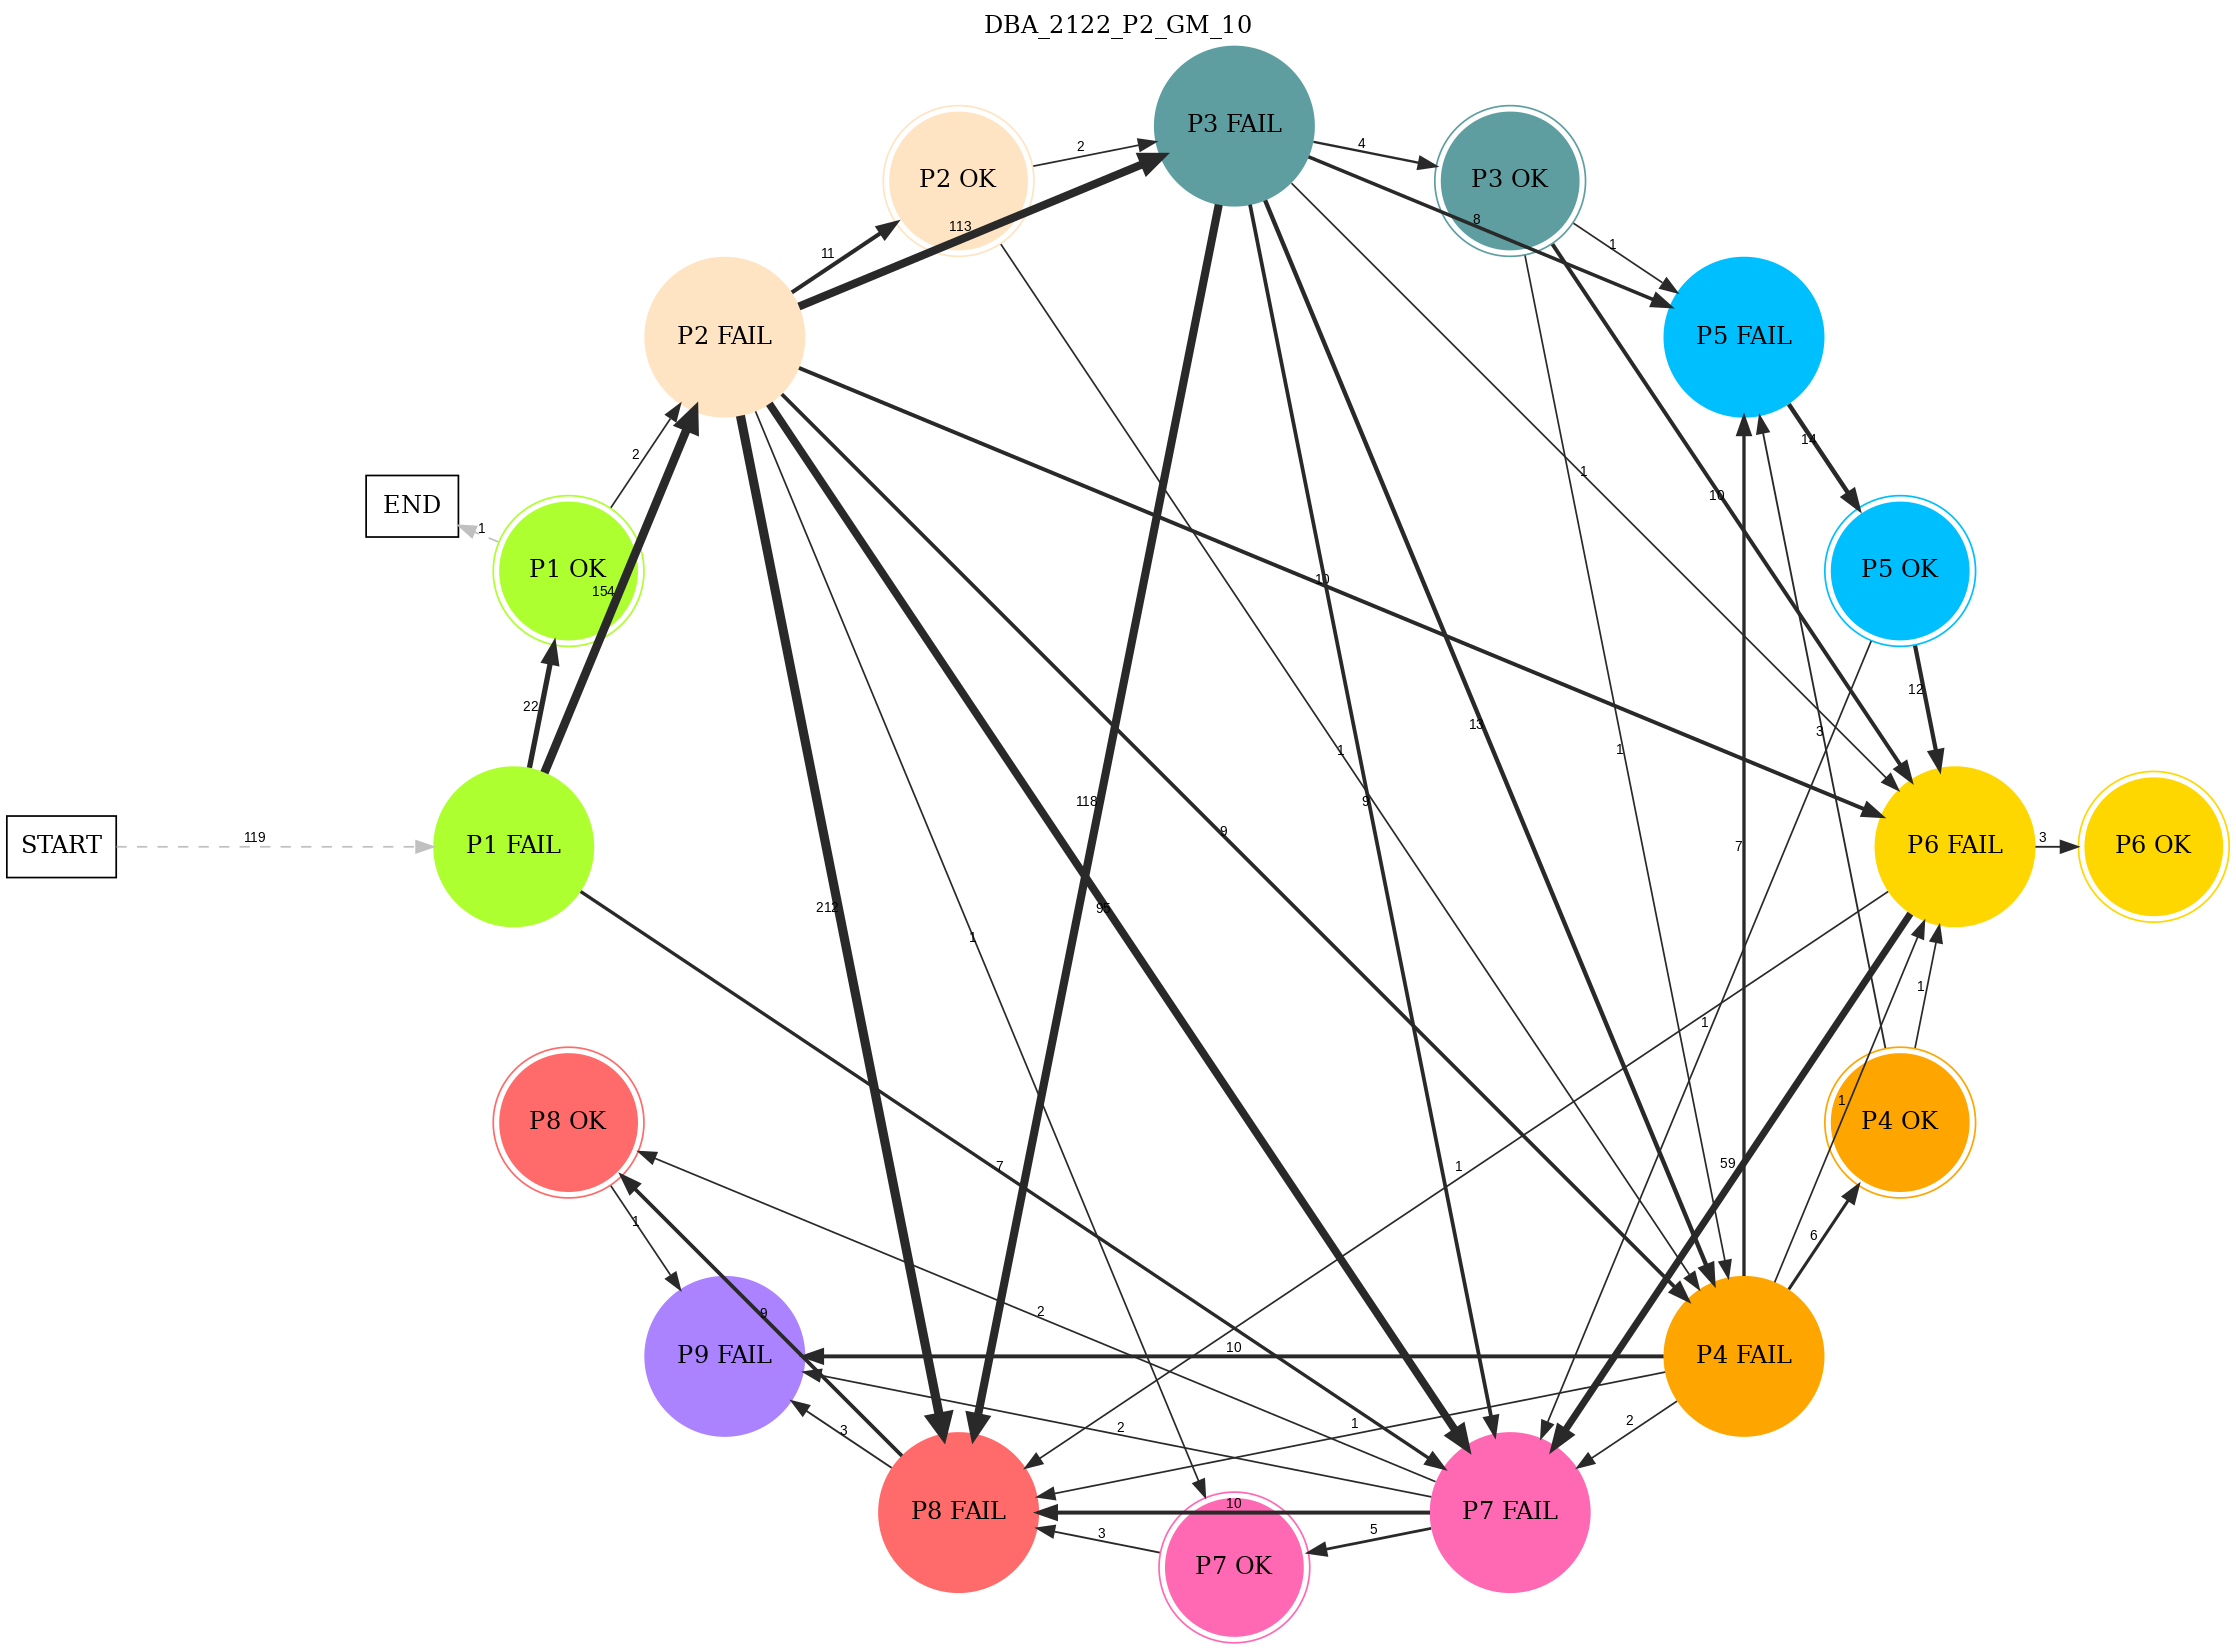 DBA_2122_P2_GM_10
P3 FAIL
P2 OK
P3 OK
2
4
113
8
11
1
P2 FAIL
P5 FAIL
14
2
1
10
END
1
P1 OK
P5 OK
154
10
22
12
13
3
1
1
START
119
P1 FAIL
7
P6 FAIL
3
P6 OK
118
9
9
212
95
1
1
1
P8 OK
1
P4 OK
7
1
59
1
6
9
2
10
P9 FAIL
P4 FAIL
3
2
1
2
P8 FAIL
10
P7 FAIL
3
5
P7 OK